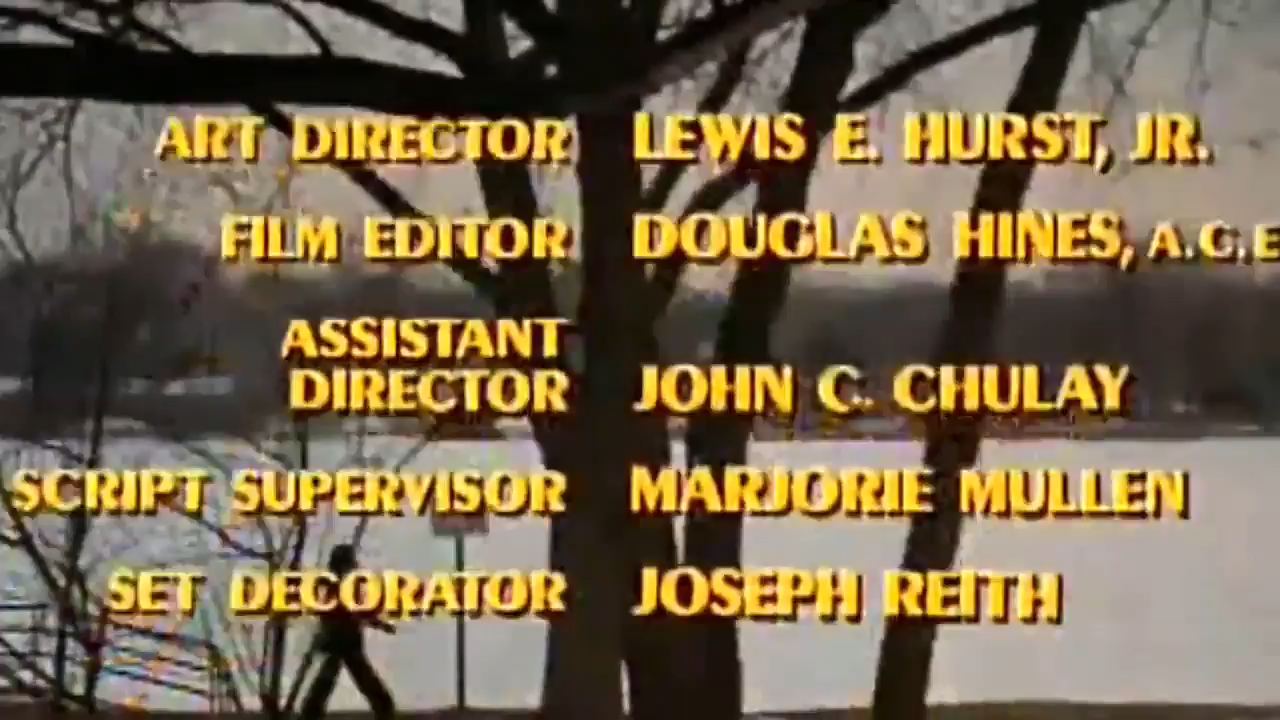 ART DIRECTOR LEWIS E. HURST, JR.
FILM EDITOR DOUGLAS HINES, A.C.E
ASSISTANT
DIRECTOR JOHN C. CHULAY
SCRIPT SUPERVISOR MARJORIE MULLEN
SET DECORATOR JOSEPH REITH